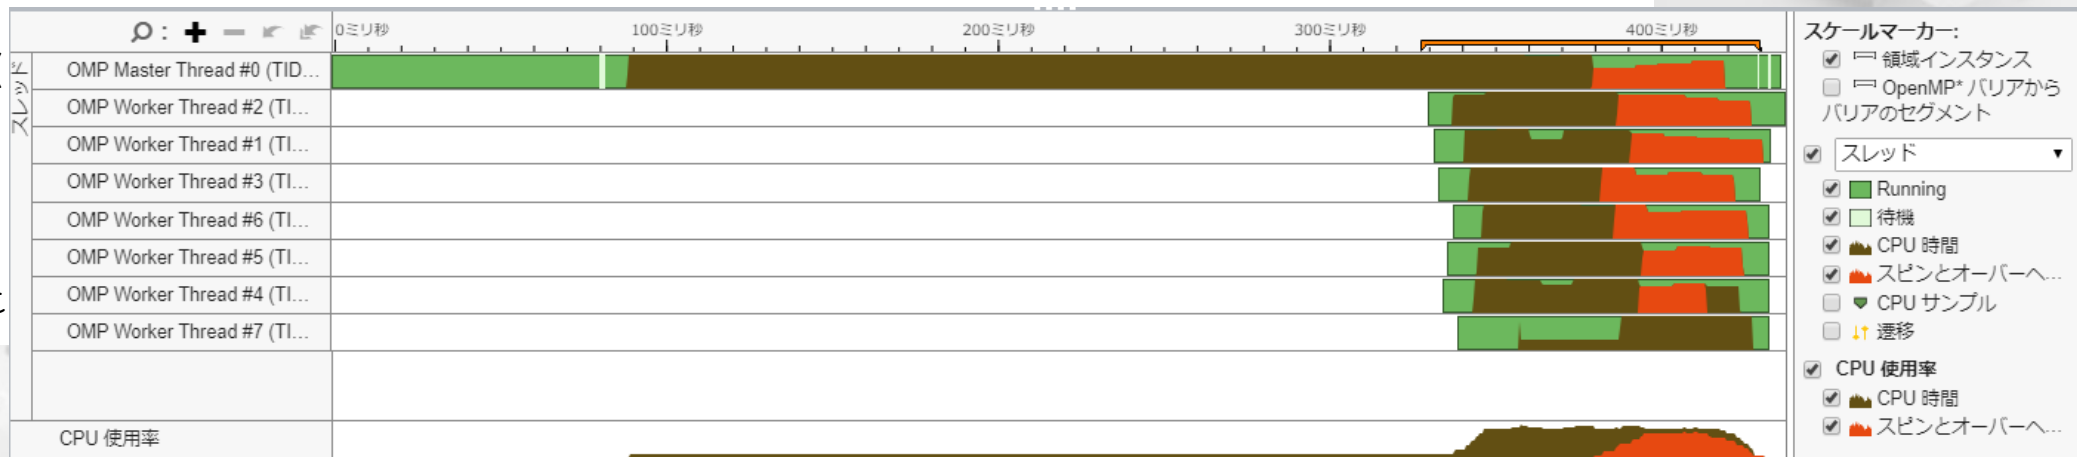 0ミリ秒 100ミリ秒 200ミリ秒 300ミリ秒 400ミリ秒
スレッド
OMP Master Thread #0 (TID...
OMP Worker Thread #2 (TI...
OMP Worker Thread #1 (TI...
OMP Worker Thread #3 (TI...
OMP Worker Thread #6 (TI...
OMP Worker Thread #5 (TI...
OMP Worker Thread #4 (TI...
OMP Worker Thread #7 (TI...
CPU 使用率
スケールマーカー:
領域インスタンス
OpenMP* バリアから
バリアのセグメント
スレッド
Running
待機
CPU 時間
スピンとオーバーヘ...
CPU サンプル
遷移
CPU 使用率
CPU 時間
スピンとオーバーヘ...